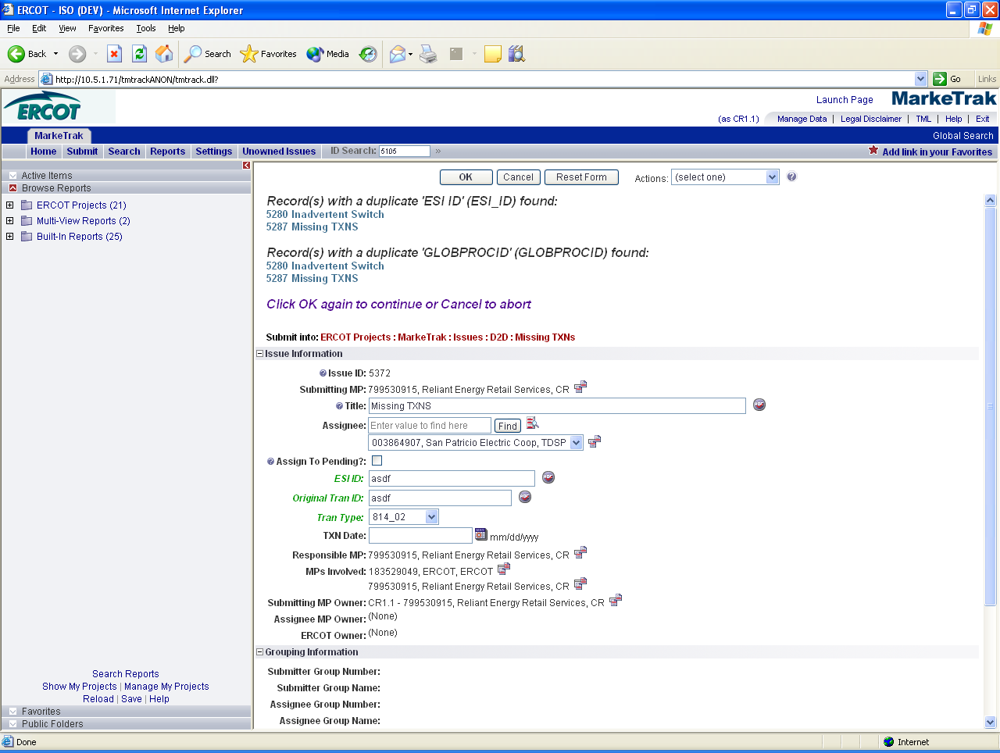 ERCOT - ISO (DEV) - Microsoft Internet Explorer
File Edit View Favorites Tools Help
Back Search Favorites Media
Address http://10.5.1.71/tmtrackANON/tmtrack.dll? Go Links
ERCOT Launch Page MarkeTrak
(as CR1.1) Manage Data | Legal Disclaimer | TML | Help | Exit
MarkeTrak Global Search
Home Submit Search Reports Settings Unowned Issues ID Search: 5105 » Add link in your Favorites
Active Items
Browse Reports
ERCOT Projects (21)
Multi-View Reports (2)
Built-In Reports (25)
Search Reports
Show My Projects | Manage My Projects
Reload | Save | Help
Favorites
Public Folders
OK Cancel Reset Form Actions: (select one)
Record(s) with a duplicate 'ESI ID' (ESI_ID) found:
5280 Inadvertent Switch
5287 Missing TXNS
Record(s) with a duplicate 'GLOBPROCID' (GLOBPROCID) found:
5280 Inadvertent Switch
5287 Missing TXNS
Click OK again to continue or Cancel to abort
Submit into: ERCOT Projects : MarkeTrak : Issues : D2D : Missing TXNs
Issue Information
Issue ID: 5372
Submitting MP: 799530915, Reliant Energy Retail Services, CR
Title: Missing TXNS ABC
Assignee: Enter value to find here Find
003864907, San Patricio Electric Coop, TDSP
Assign To Pending?:
ESI ID: asdf ABC
Original Tran ID: asdf ABC
Tran Type: 814_02
TXN Date: mm/dd/yyyy
Responsible MP: 799530915, Reliant Energy Retail Services, CR
MPs Involved: 183529049, ERCOT, ERCOT
799530915, Reliant Energy Retail Services, CR
Submitting MP Owner: CR1.1 - 799530915, Reliant Energy Retail Services, CR
Assignee MP Owner: (None)
ERCOT Owner: (None)
Grouping Information
Submitter Group Number:
Submitter Group Name:
Assignee Group Number:
Assignee Group Name:
Done Internet